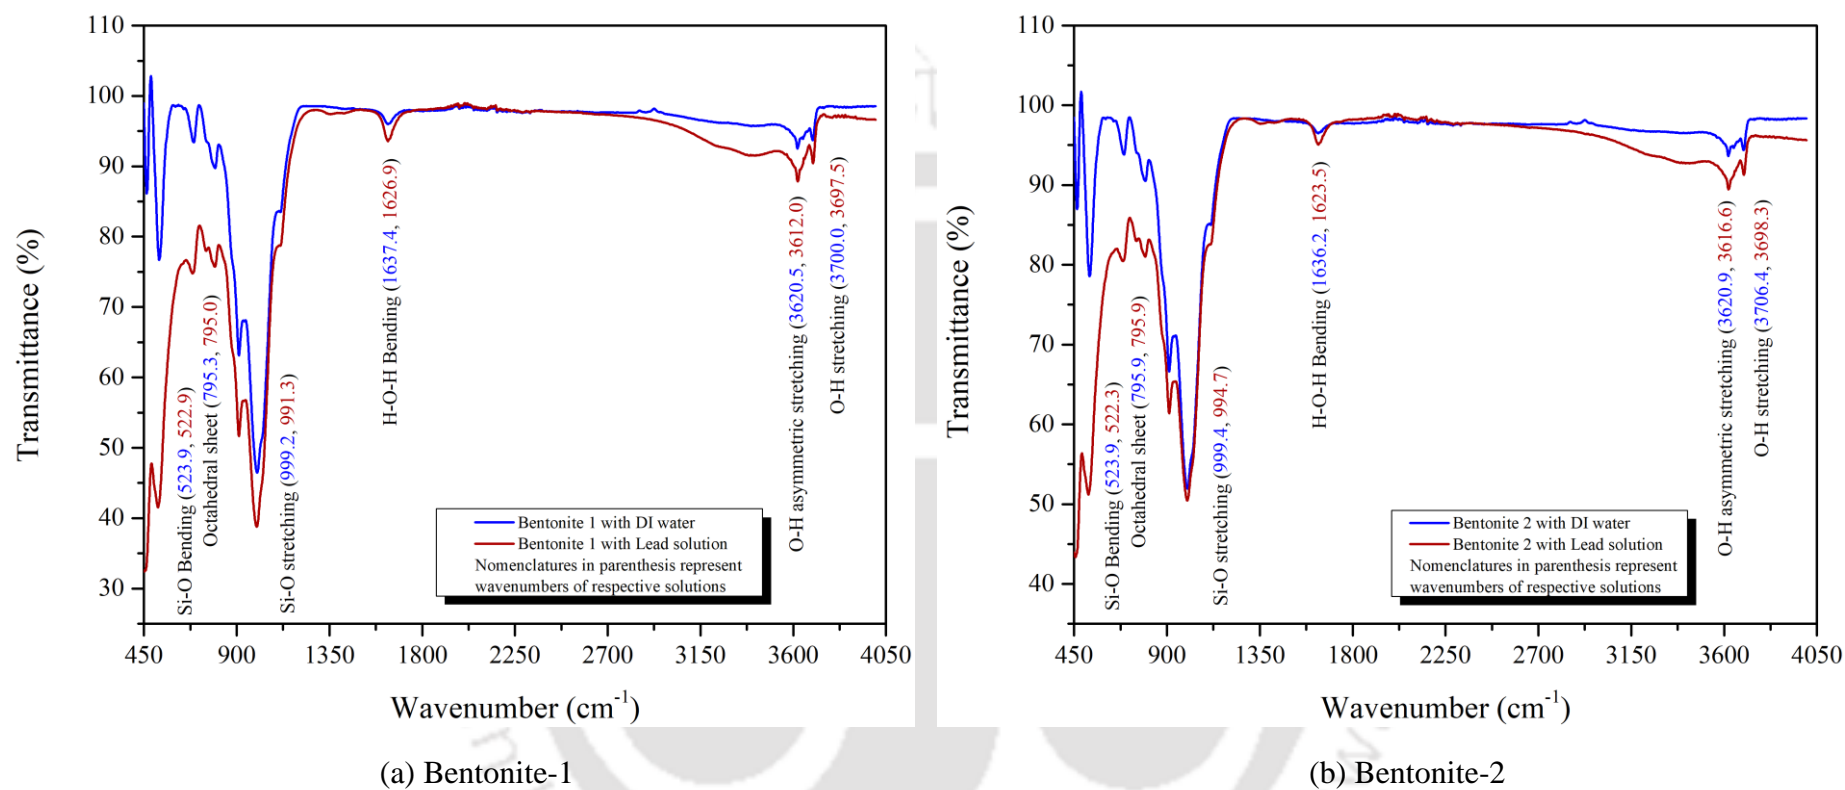 110
100
90
80
70
60
50
40
30
Transmittance (%)
Si-O Bending (523.9, 522.9)
Octahedral sheet (795.3, 795.0)
Si-O stretching (999.2, 991.3)
H-O-H Bending (1637.4, 1626.9)
O-H asymmetric stretching (3620.5, 3612.0)
O-H stretching (3700.0, 3697.5)
Bentonite 1 with DI water
Bentonite 1 with Lead solution
Nomenclatures in parenthesis represent
wavenumbers of respective solutions
450 900 1350 1800 2250 2700 3150 3600 4050
Wavenumber (cm-1)
(a) Bentonite-1
110
100
90
80
70
60
50
40
Transmittance (%)
Si-O Bending (523.9, 522.3)
Octahedral sheet (795.9, 795.9)
Si-O stretching (999.4, 994.7)
H-O-H Bending (1636.2, 1623.5)
O-H asymmetric stretching (3620.9, 3616.6)
O-H stretching (3706.4, 3698.3)
Bentonite 2 with DI water
Bentonite 2 with Lead solution
Nomenclatures in parenthesis represent
wavenumbers of respective solutions
450 900 1350 1800 2250 2700 3150 3600 4050
Wavenumber (cm-1)
(b) Bentonite-2